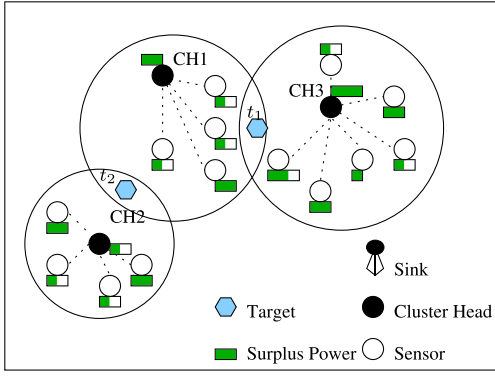 CH1
CH3
t1
t2
CH2
Sink
Target
Cluster Head
Surplus Power
Sensor